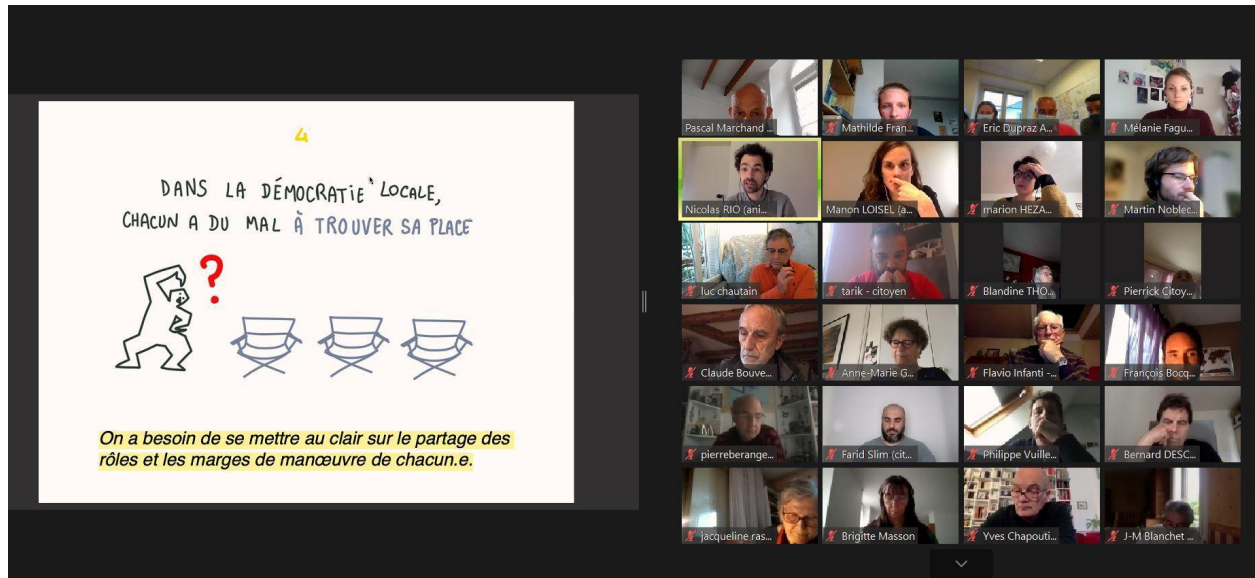 4
DANS LA DÉMOCRATIE LOCALE,
CHACUN A DU MAL À TROUVER SA PLACE
?
On a besoin de se mettre au clair sur le partage des
rôles et les marges de manœuvre de chacun.e.
Pascal Marchand ...
Mathilde Fran...
Eric Dupraz A...
Mélanie Fagu...
Nicolas RIO (ani...
Manon LOISEL (a...
marion HEZA...
Martin Noblec...
luc chautain
tarik - citoyen
Blandine THO...
Pierrick Citoy...
Claude Bouve...
Anne-Marie G...
Flavio Infanti -...
François Bocq...
pierreberange...
Farid Slim (cit...
Philippe Vuille...
Bernard DESC...
jacqueline ras...
Brigitte Masson
Yves Chapouti...
J-M Blanchet ...